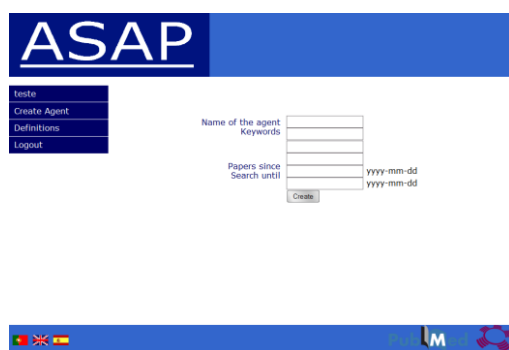 ASAP
teste
Create Agent
Definitions
Logout
Name of the agent
Keywords
Papers since yyyy-mm-dd
Search until yyyy-mm-dd
Create
PubMed